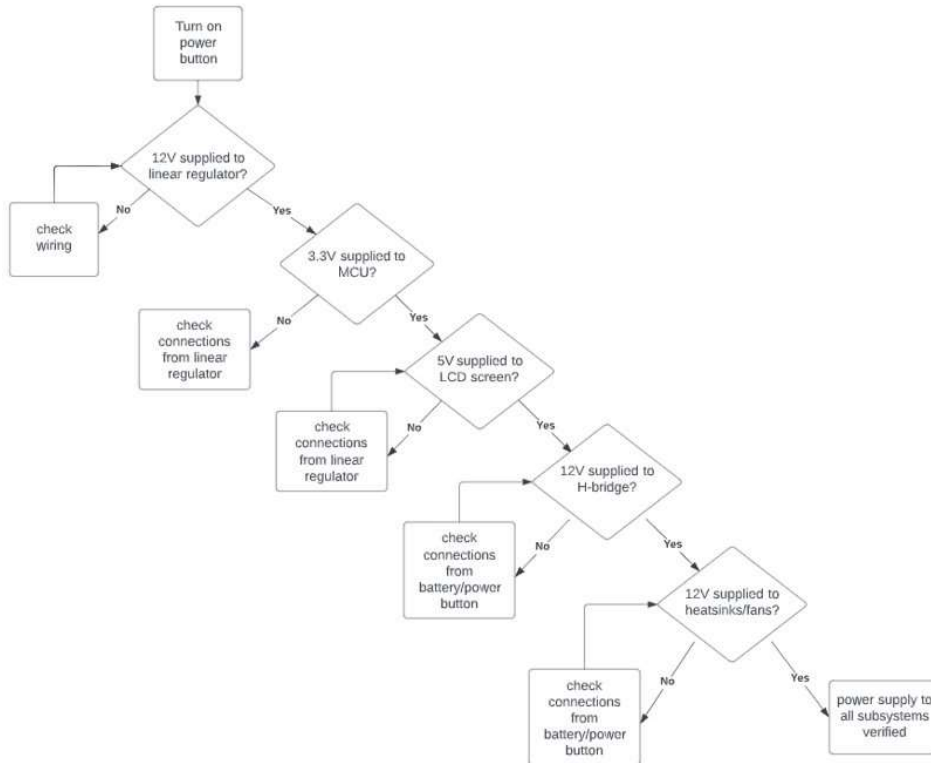 Turn on
power
button
12V supplied to
linear regulator?
No
Yes
check
wiring
3.3V supplied to
MCU?
No
Yes
check
connections
from linear
regulator
5V supplied to
LCD screen?
No
Yes
check
connections
from linear
regulator
12V supplied to
H-bridge?
No
Yes
check
connections
from
battery/power
button
12V supplied to
heatsinks/fans?
No
Yes
check
connections
from
battery/power
button
power supply to
all subsystems
verified